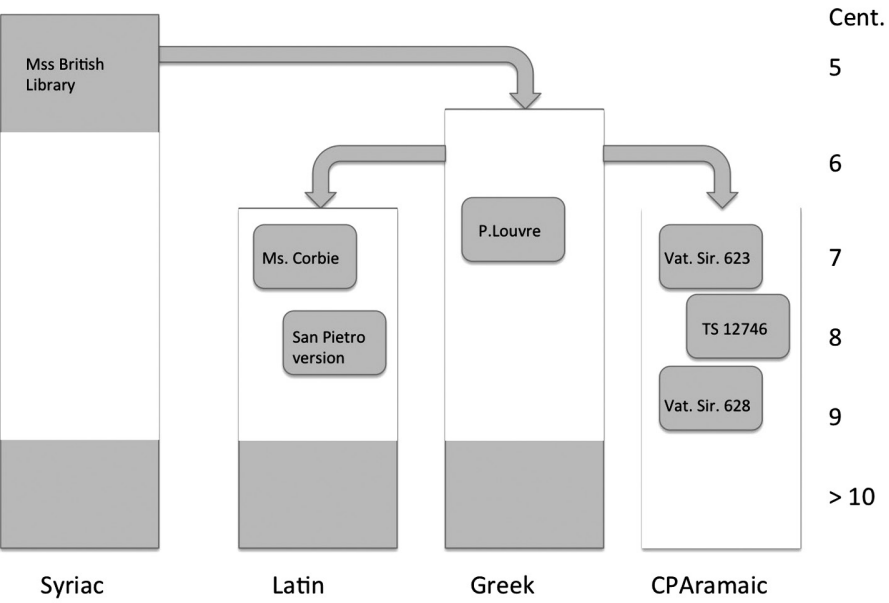 Cent.
Mss British
Library
5
6
P.Louvre
Ms. Corbie
Vat. Sir. 623
7
San Pietro
version
TS 12746
8
Vat. Sir. 628
9
> 10
Syriac
Latin
Greek
CPAramaic